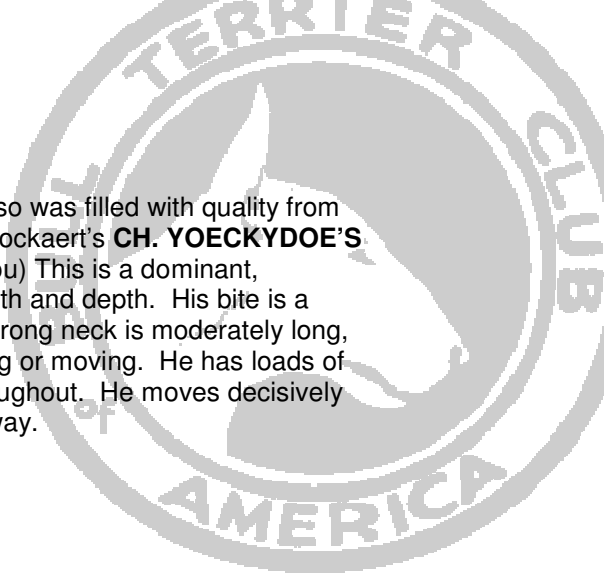 TERRIER
BULL
CLUB
so was filled with quality from
ockaert's CH. YOECKYDOE'S
ou) This is a dominant,
th and depth. His bite is a
rong neck is moderately long,
g or moving. He has loads of
ughout. He moves decisively
way.
of
AMERICA